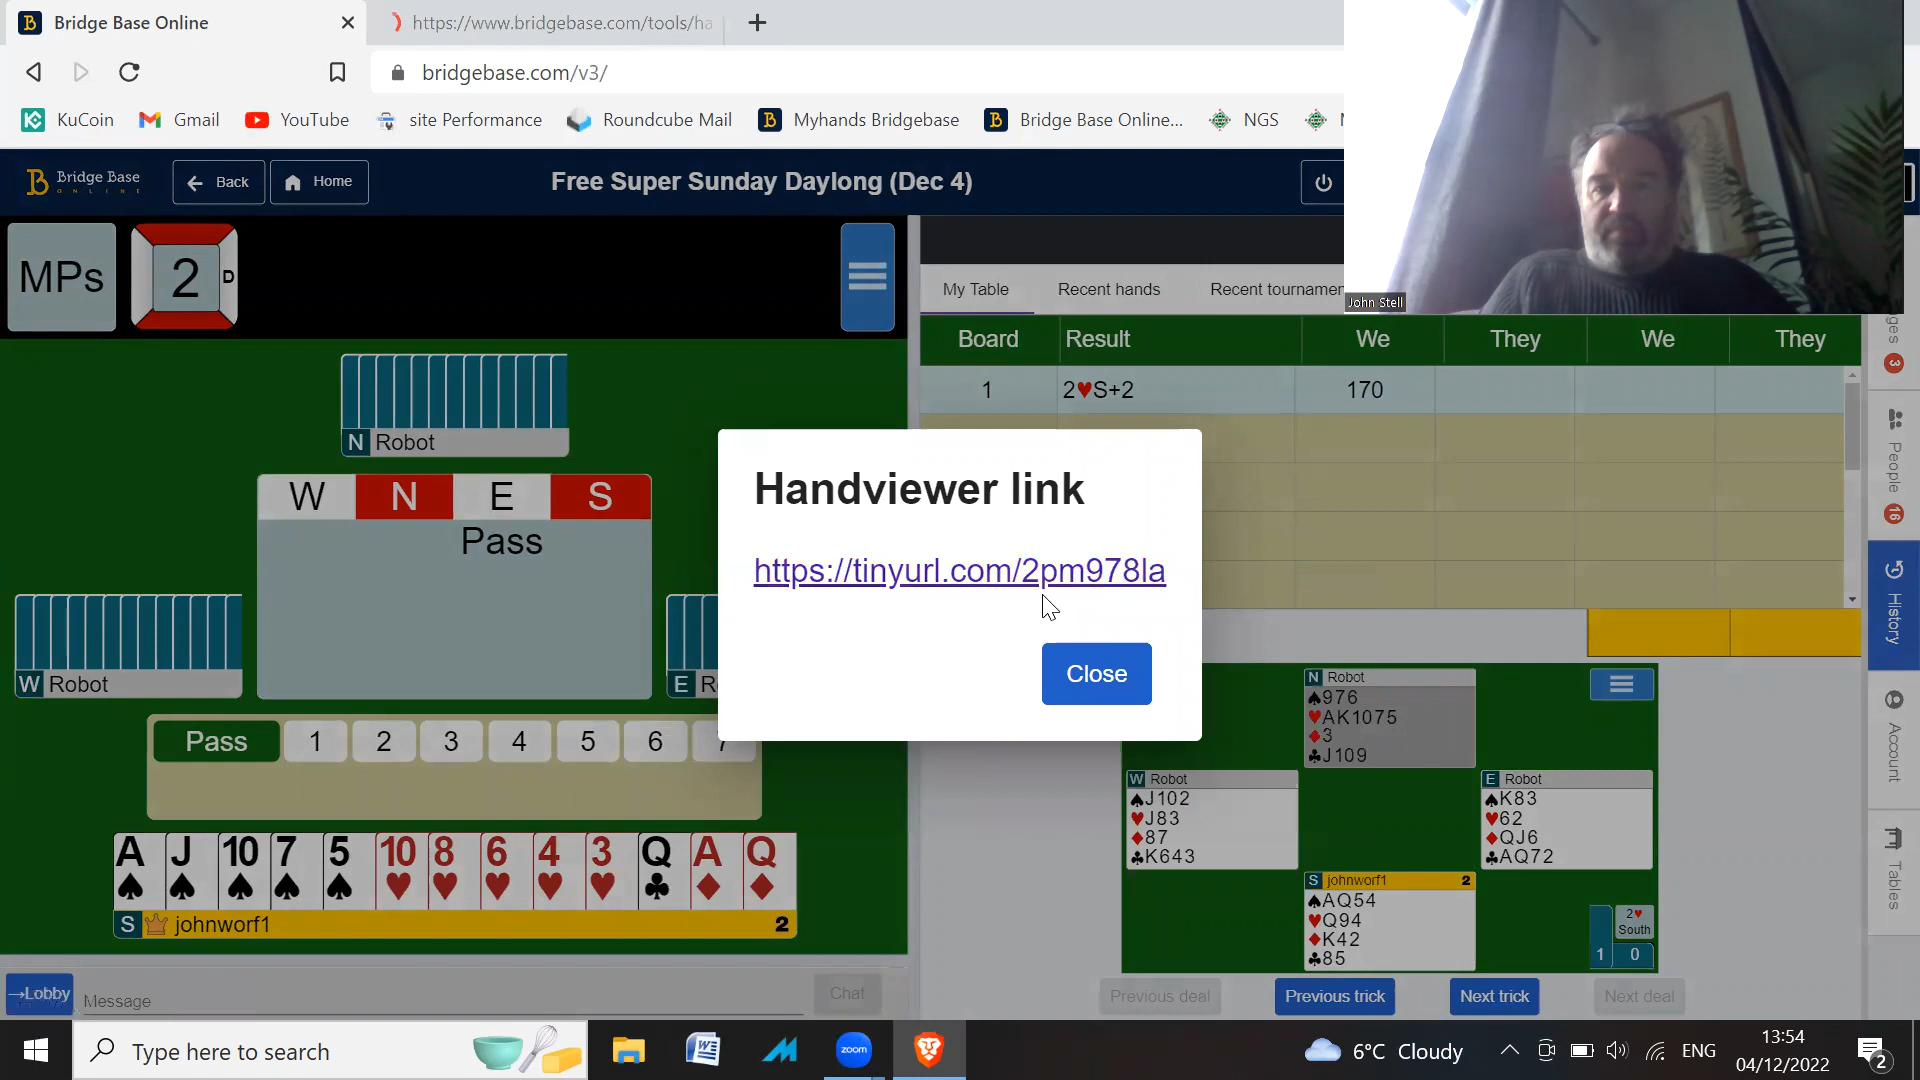 Bridge Base Online
https://www.bridgebase.com/tools/ha
bridgebase.com/v3/
KuCoin
Gmail
YouTube
site Performance
Roundcube Mail
Myhands Bridgebase
Bridge Base Online...
NGS
Bridge Base
ONLINE
Back
Home
Free Super Sunday Daylong (Dec 4)
John Stell
MPs
2
D
My Table
Recent hands
Recent tournamen
Board
Result
We
They
We
They
1
2♥S+2
170
N Robot
W N E S
Pass
W Robot
E R
Handviewer link
https://tinyurl.com/2pm978la
Close
Pass 1 2 3 4 5 6 7
A J 10 7 5 10 8 6 4 3 Q A Q
S johnworf1 2
→Lobby
Message
Chat
N Robot
♠976
♥AK1075
♦3
♣J109
W Robot
♠J102
♥J83
♦87
♣K643
E Robot
♠K83
♥62
♦QJ6
♣AQ72
S johnworf1 2
♠AQ54
♥Q94
♦K42
♣85
2♥
South
1 0
Previous deal
Previous trick
Next trick
Next deal
ges
3
People
16
History
Account
Tables
Type here to search
W
zoom
6°C Cloudy
ENG
13:54
04/12/2022
2